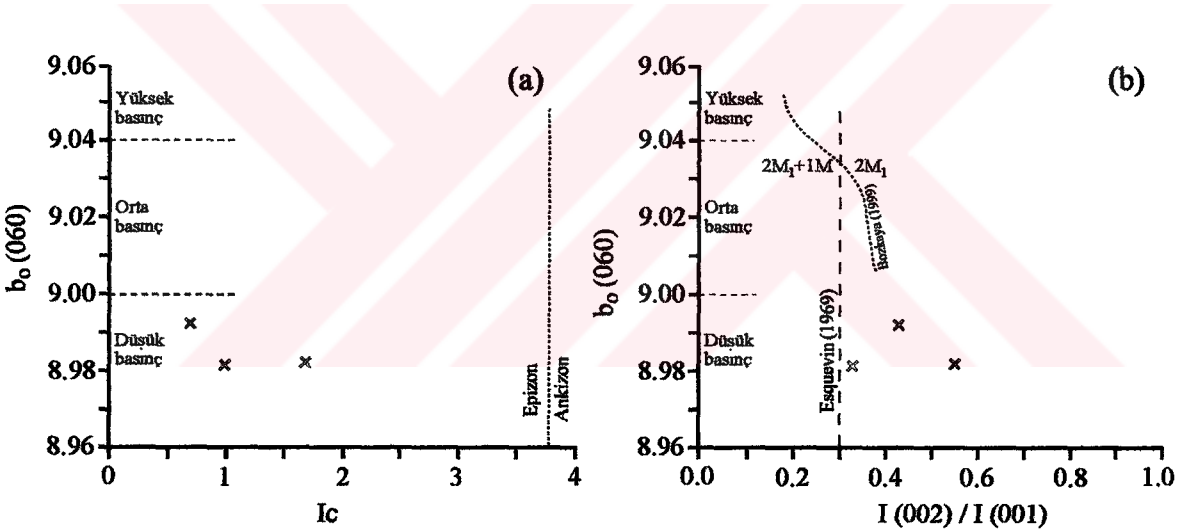 (a)
9.06
9.04
9.02
9.00
8.98
8.96
Yüksek
basınç
Orta
basınç
Düşük
basınç
Epizon
Ankizon
b₀ (060)
0
1
2
3
4
Ic
(b)
9.06
9.04
9.02
9.00
8.98
8.96
Yüksek
basınç
Orta
basınç
Düşük
basınç
2M₁+1M
2M₁
Bozkaya (1999)
Esquevin (1969)
b₀ (060)
0.0
0.2
0.4
0.6
0.8
1.0
I (002) / I (001)